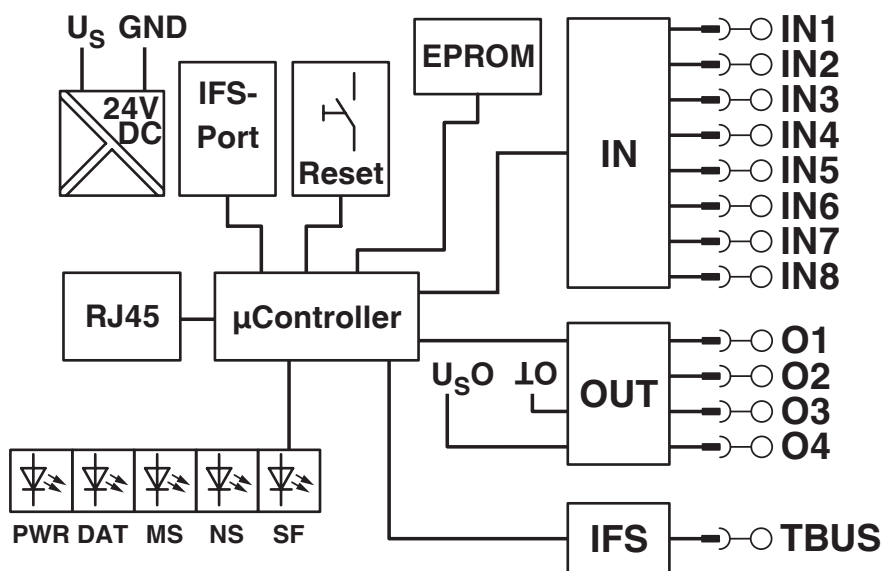 US GND
24V
DC
IFS-
Port
Reset
EPROM
IN
IN1
IN2
IN3
IN4
IN5
IN6
IN7
IN8
RJ45
µController
USO
⊥O
OUT
O1
O2
O3
O4
PWR DAT MS NS SF
IFS
TBUS